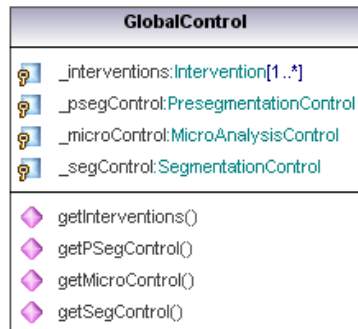 GlobalControl
_interventions:Intervention[1..*]
_psegControl:PresegmentationControl
_microControl:MicroAnalysisControl
_segControl:SegmentationControl
getInterventions()
getPSegControl()
getMicroControl()
getSegControl()